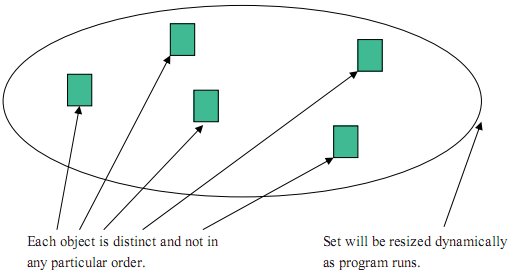 Each object is distinct and not in
any particular order.
Set will be resized dynamically
as program runs.